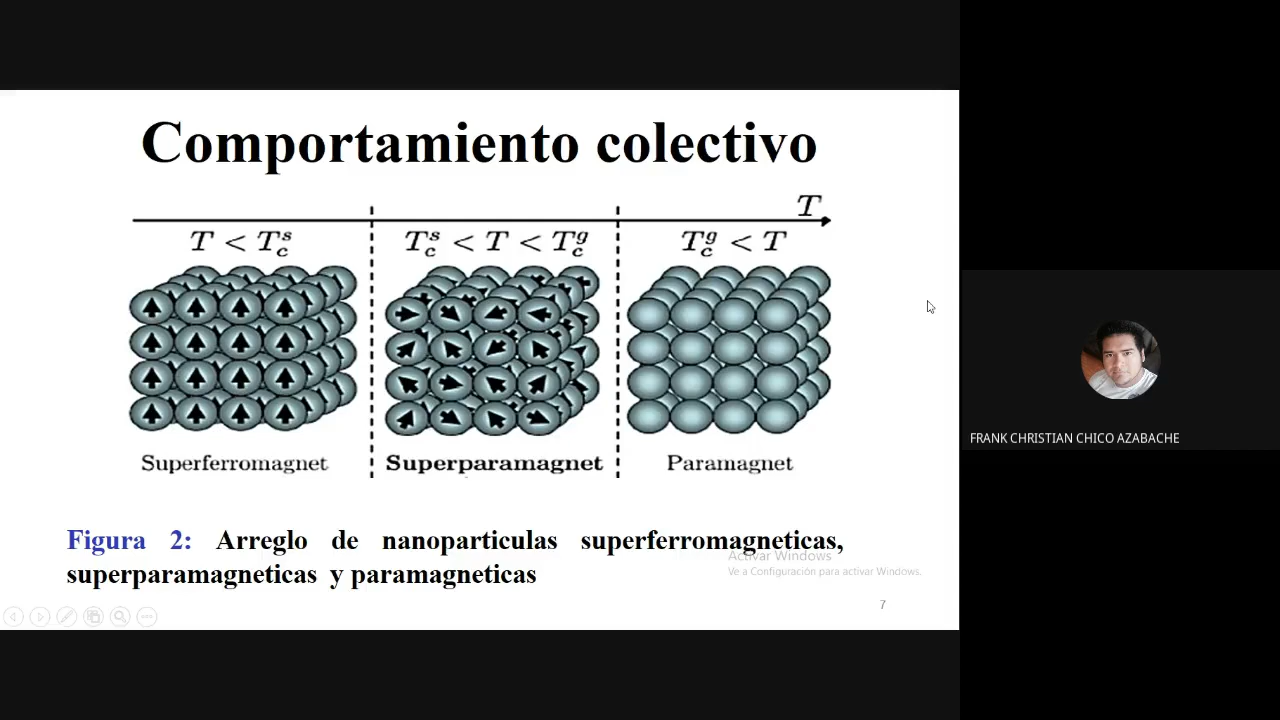 Comportamiento colectivo
T
T < T_c^s
T_c^s < T < T_c^g
T_c^g < T
Superferromagnet
Superparamagnet
Paramagnet
Figura 2: Arreglo de nanoparticulas superferromagneticas,
superparamagneticas y paramagneticas
Activar Windows
Ve a Configuración para activar Windows.
7
FRANK CHRISTIAN CHICO AZABACHE